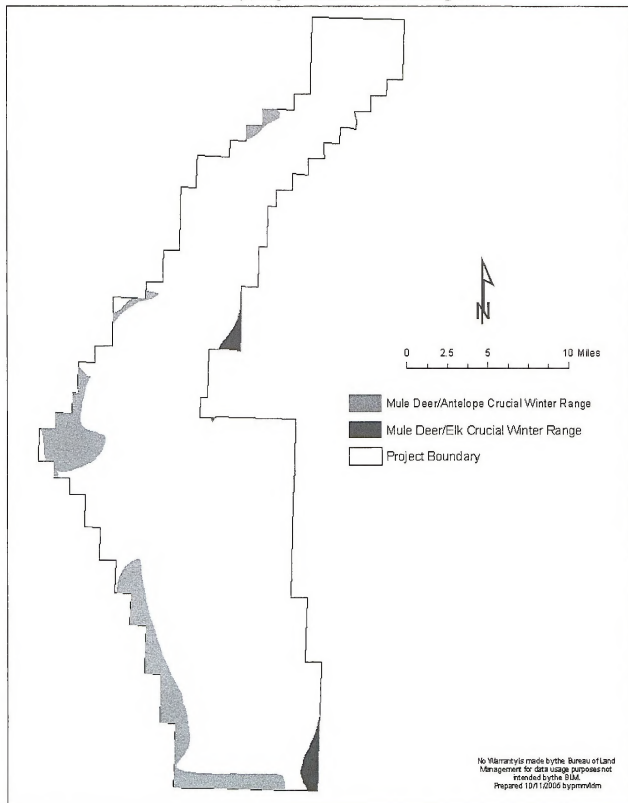 N
0 2.5 5 10 Miles
Mule Deer/Antelope Crucial Winter Range
Mule Deer/Elk Crucial Winter Range
Project Boundary
No Warranty is made by the Bureau of Land
Management for data usage purposes not
intended by the BLM.
Prepared 10/11/2006 by pmm/ldm